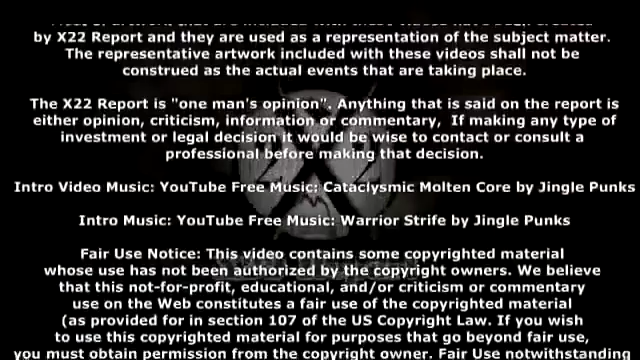 by X22 Report and they are used as a representation of the subject matter.
The representative artwork included with these videos shall not be
construed as the actual events that are taking place.
The X22 Report is "one man's opinion". Anything that is said on the report is
either opinion, criticism, information or commentary, If making any type of
investment or legal decision it would be wise to contact or consult a
professional before making that decision.
Intro Video Music: YouTube Free Music: Cataclysmic Molten Core by Jingle Punks
Intro Music: YouTube Free Music: Warrior Strife by Jingle Punks
Fair Use Notice: This video contains some copyrighted material
whose use has not been authorized by the copyright owners. We believe
that this not-for-profit, educational, and/or criticism or commentary
use on the Web constitutes a fair use of the copyrighted material
(as provided for in section 107 of the US Copyright Law. If you wish
to use this copyrighted material for purposes that go beyond fair use,
you must obtain permission from the copyright owner. Fair Use notwithstanding